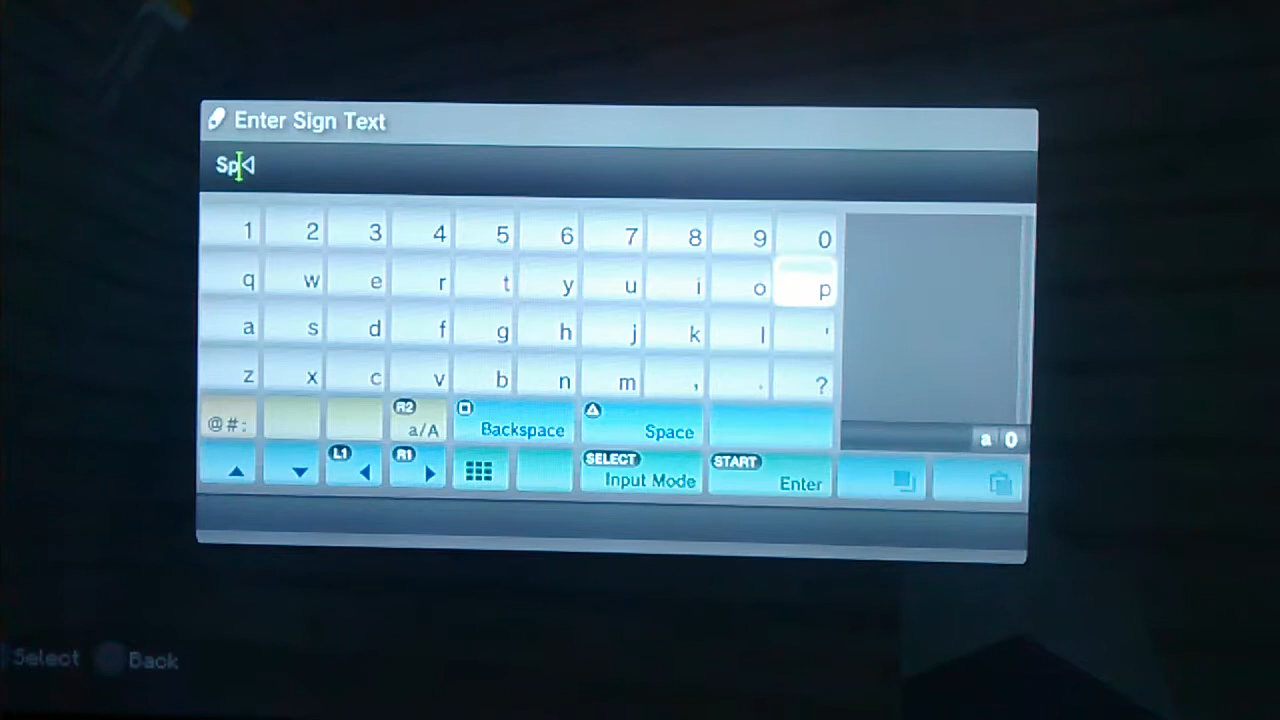 Enter Sign Text
Sp
1 2 3 4 5 6 7 8 9 0
q w e r t y u i o p
a s d f g h j k l '
z x c v b n m , . ?
@#: R2 a/A Backspace Space
a 0
L1 R1 SELECT Input Mode START Enter
Select Back